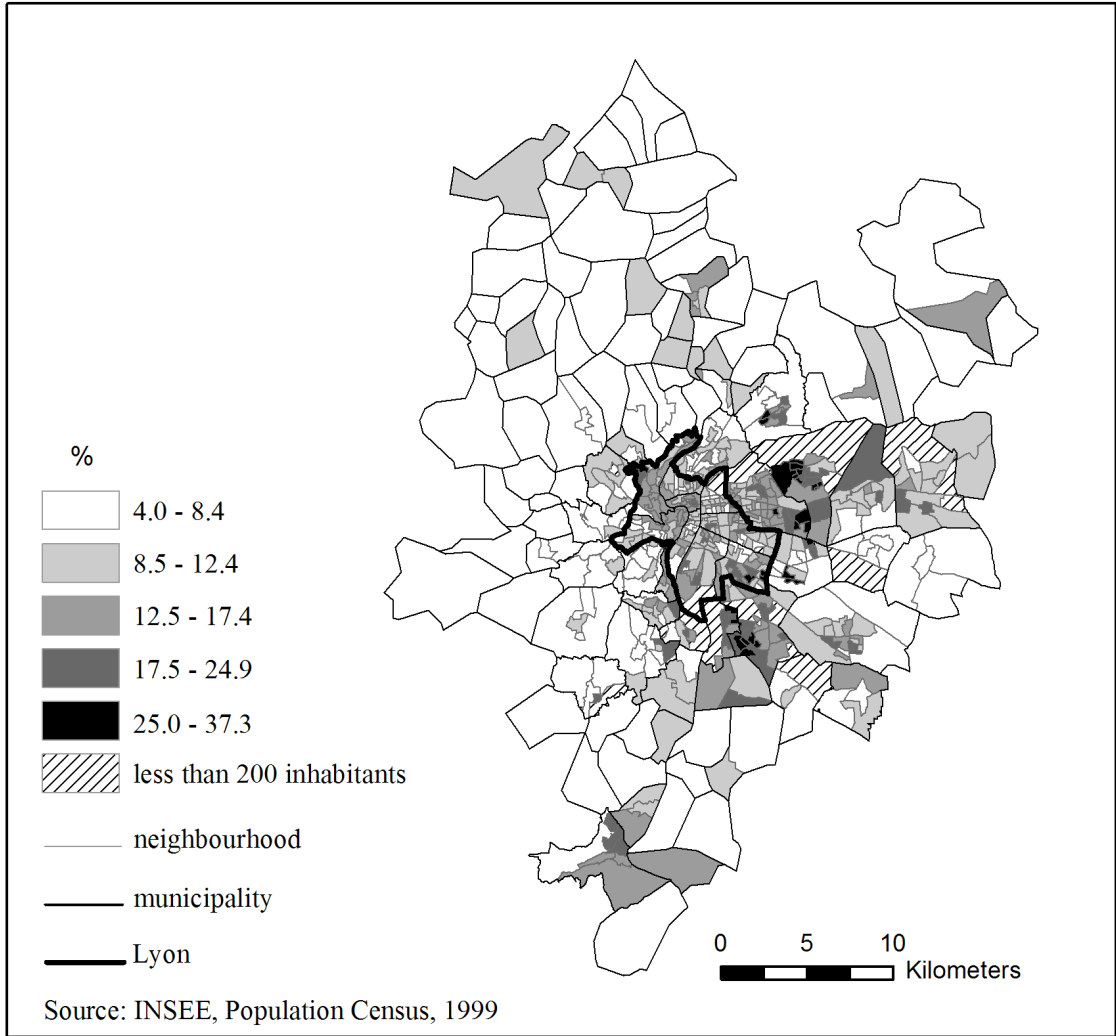 %
4.0 - 8.4
8.5 - 12.4
12.5 - 17.4
17.5 - 24.9
25.0 - 37.3
less than 200 inhabitants
neighbourhood
municipality
Lyon
0 5 10
Kilometers
Source: INSEE, Population Census, 1999